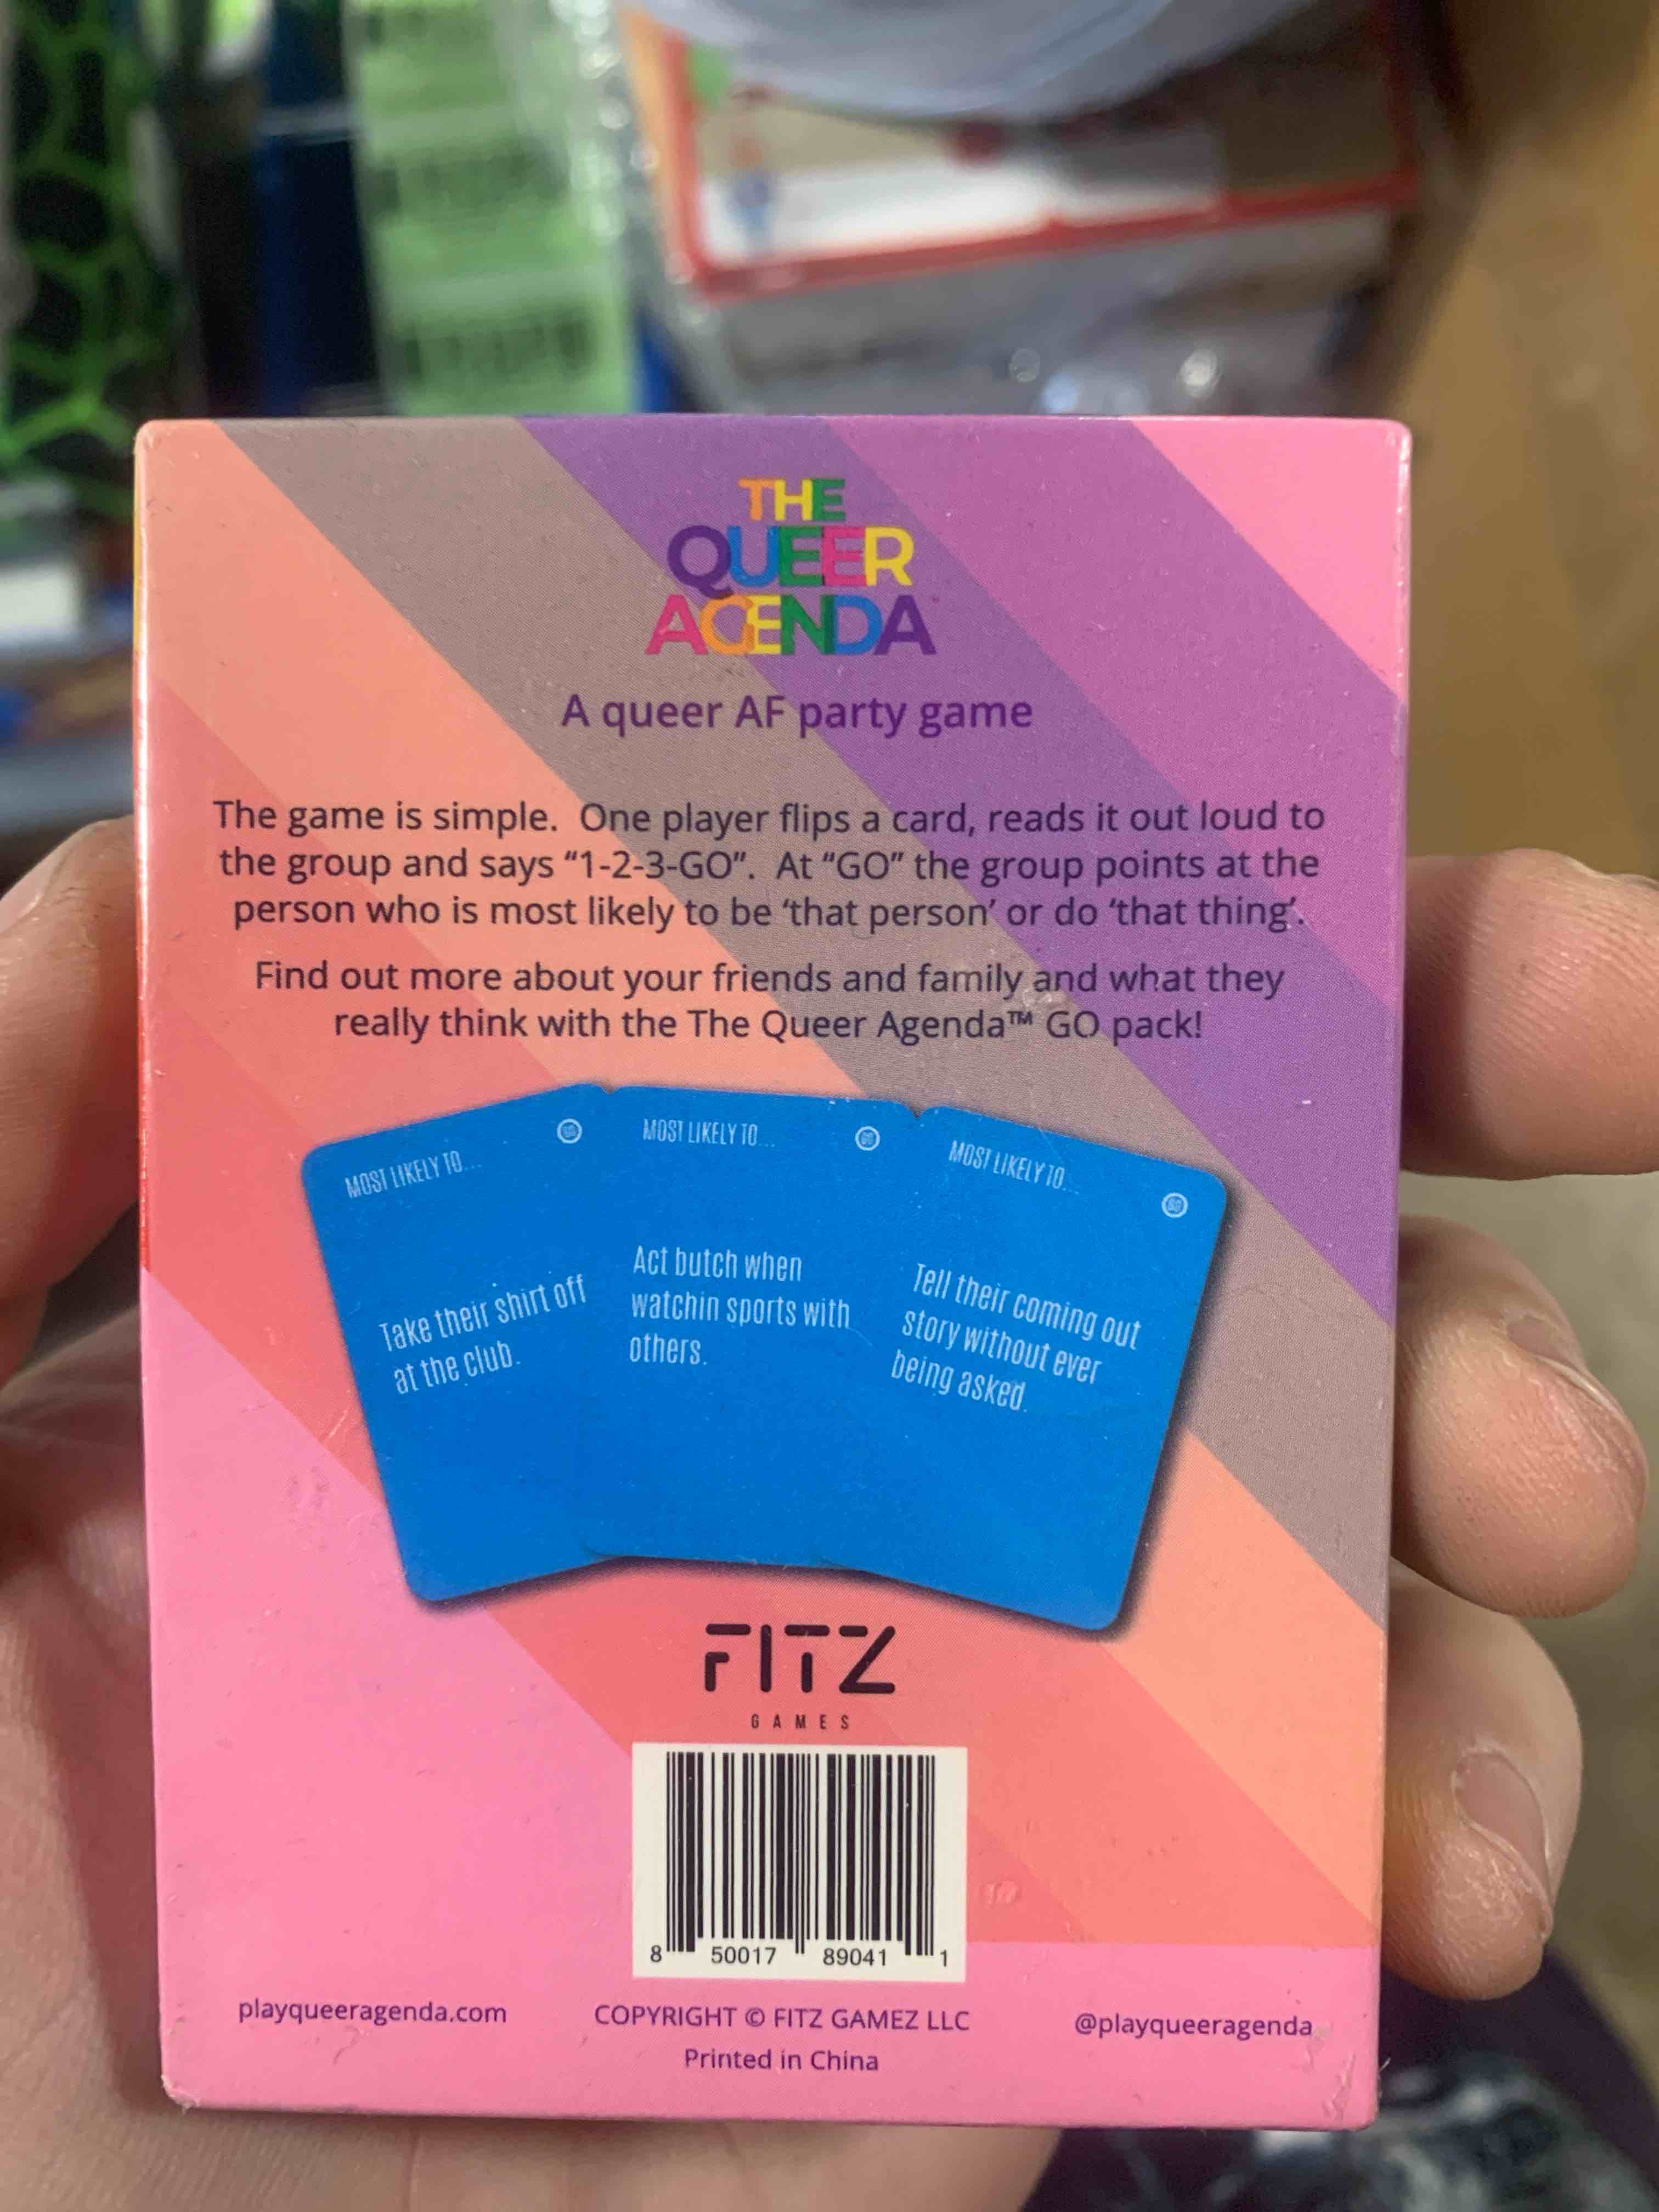 THE
QUEER
AGENDA
A queer AF party game
The game is simple.  One player flips a card, reads it out loud to
the group and says “1-2-3-GO”.  At “GO” the group points at the
person who is most likely to be ‘that person’ or do ‘that thing’.
Find out more about your friends and family and what they
really think with the The Queer Agenda™ GO pack!
MOST LIKELY TO...
GO
Take their shirt off
at the club.
MOST LIKELY TO...
GO
Act butch when
watchin sports with
others.
MOST LIKELY TO...
GO
Tell their coming out
story without ever
being asked.
FITZ
GAMES
8 50017 89041 1
playqueeragenda.com
COPYRIGHT © FITZ GAMEZ LLC
Printed in China
@playqueeragenda